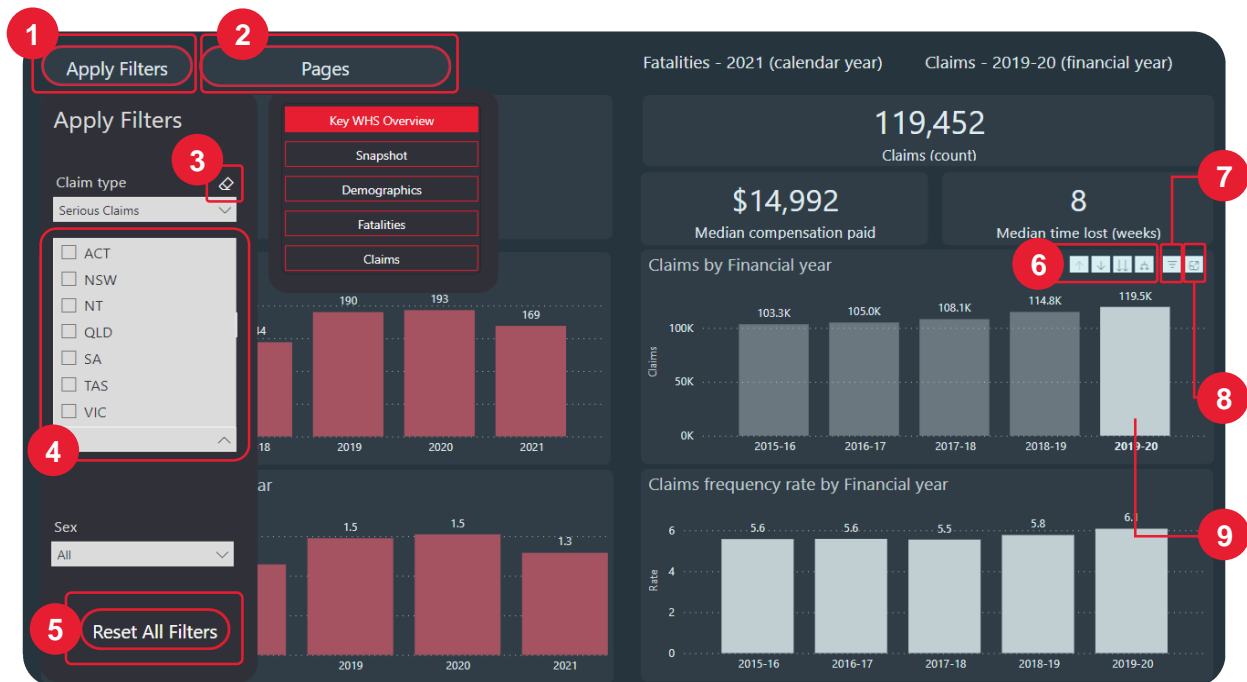 1
2
Apply Filters
Pages
Fatalities - 2021 (calendar year)
Claims - 2019-20 (financial year)
Apply Filters
3
Claim type
Serious Claims
ACT
NSW
NT
QLD
SA
TAS
VIC
4
Sex
All
5
Reset All Filters
Key WHS Overview
Snapshot
Demographics
Fatalities
Claims
44
190
193
169
18
2019
2020
2021
ar
1.5
1.5
1.3
2019
2020
2021
119,452
Claims (count)
$14,992
Median compensation paid
8
Median time lost (weeks)
7
6
Claims by Financial year
103.3K
105.0K
108.1K
114.8K
119.5K
100K
50K
0K
Claims
2015-16
2016-17
2017-18
2018-19
2019-20
8
Claims frequency rate by Financial year
5.6
5.6
5.5
5.8
6
4
2
0
Rate
2015-16
2016-17
2017-18
2018-19
2019-20
9